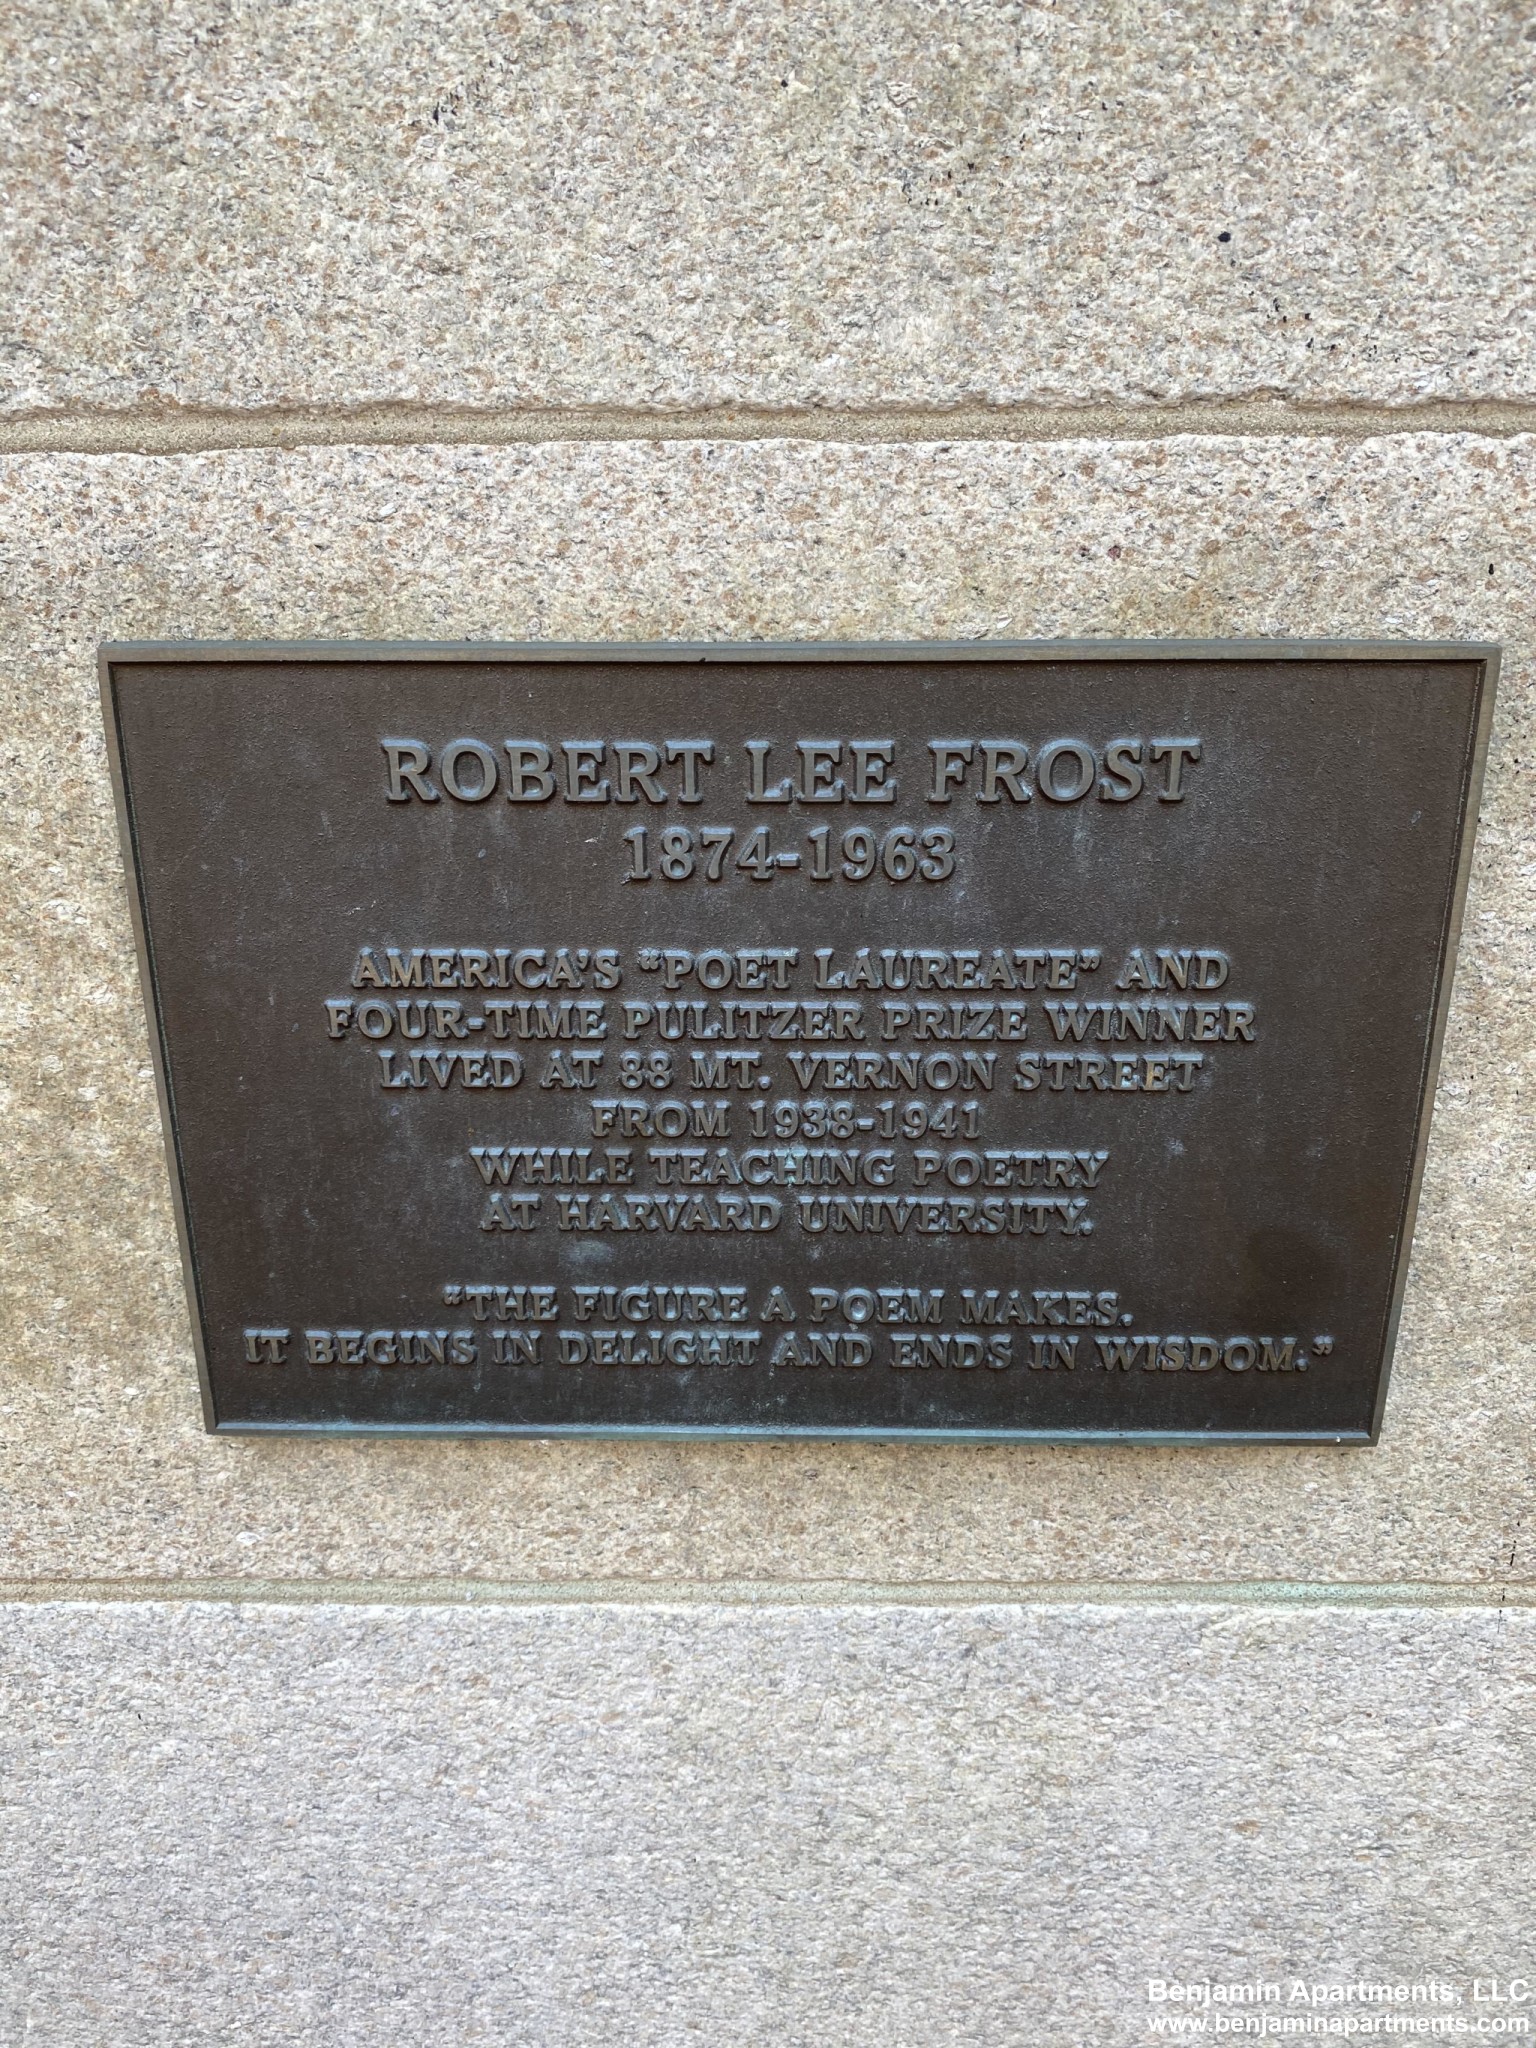 ROBERT LEE FROST
1874-1963
AMERICA'S "POET LAUREATE" AND
FOUR-TIME PULITZER PRIZE WINNER
LIVED AT 88 MT. VERNON STREET
FROM 1938-1941
WHILE TEACHING POETRY
AT HARVARD UNIVERSITY.
"THE FIGURE A POEM MAKES.
IT BEGINS IN DELIGHT AND ENDS IN WISDOM."
Benjamin Apartments, LLC
www.benjaminapartments.com